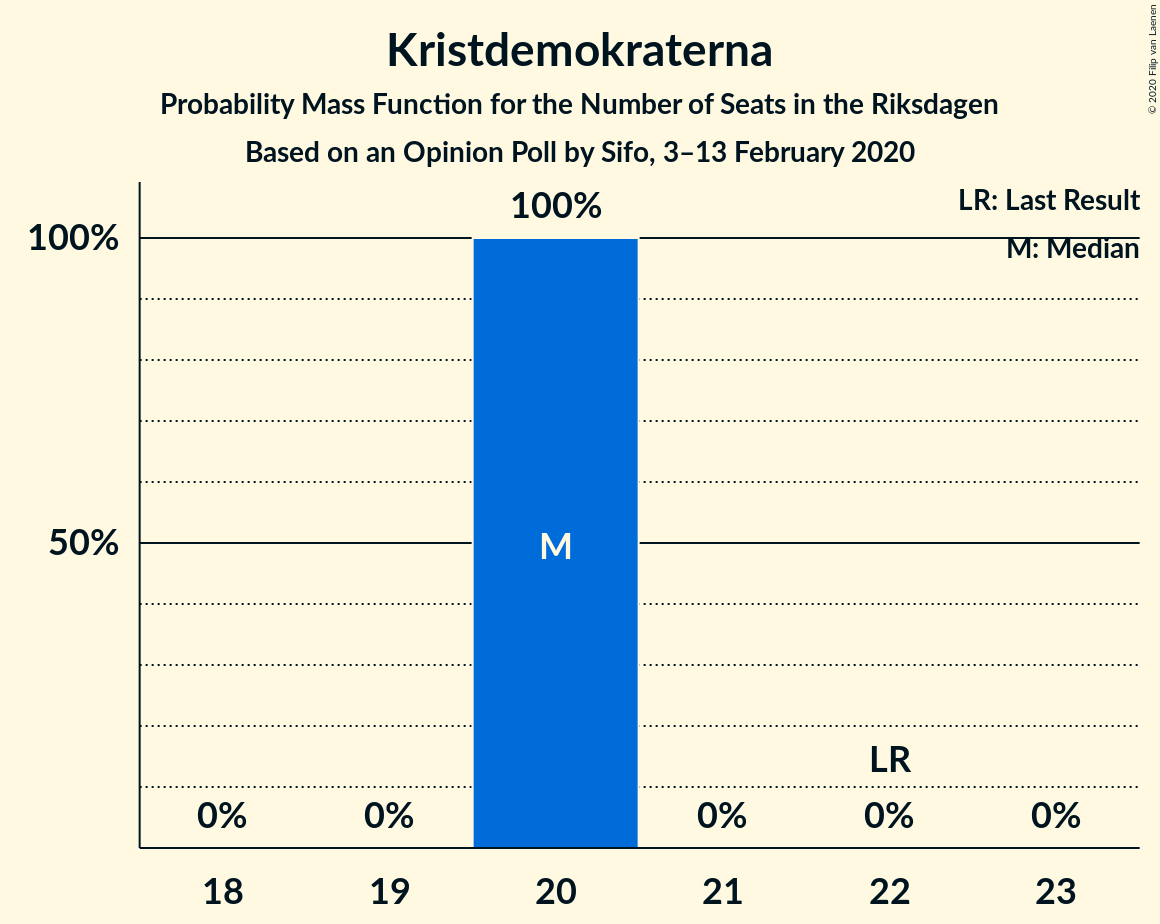 Kristdemokraterna
Probability Mass Function for the Number of Seats in the Riksdagen
Based on an Opinion Poll by Sifo, 3–13 February 2020
© 2020 Filip van Laenen
LR: Last Result
M: Median
100%
100%
50%
M
LR
0%
0%
0%
0%
0%
18
19
20
21
22
23